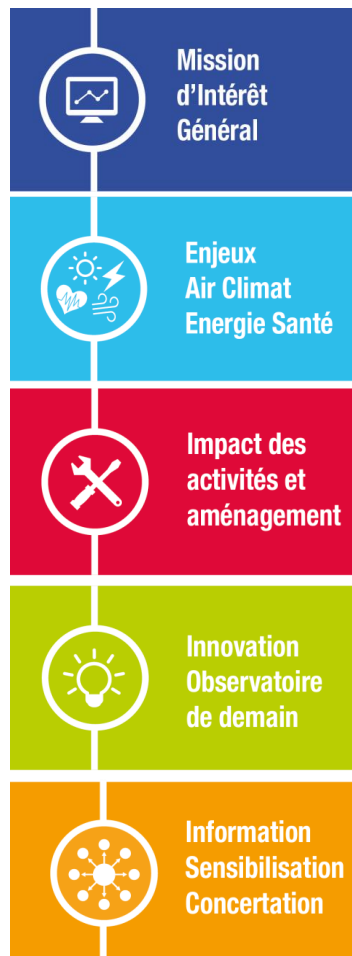 Mission
d'Intérêt
Général
Enjeux
Air Climat
Energie Santé
Impact des
activités et
aménagement
Innovation
Observatoire
de demain
Information
Sensibilisation
Concertation